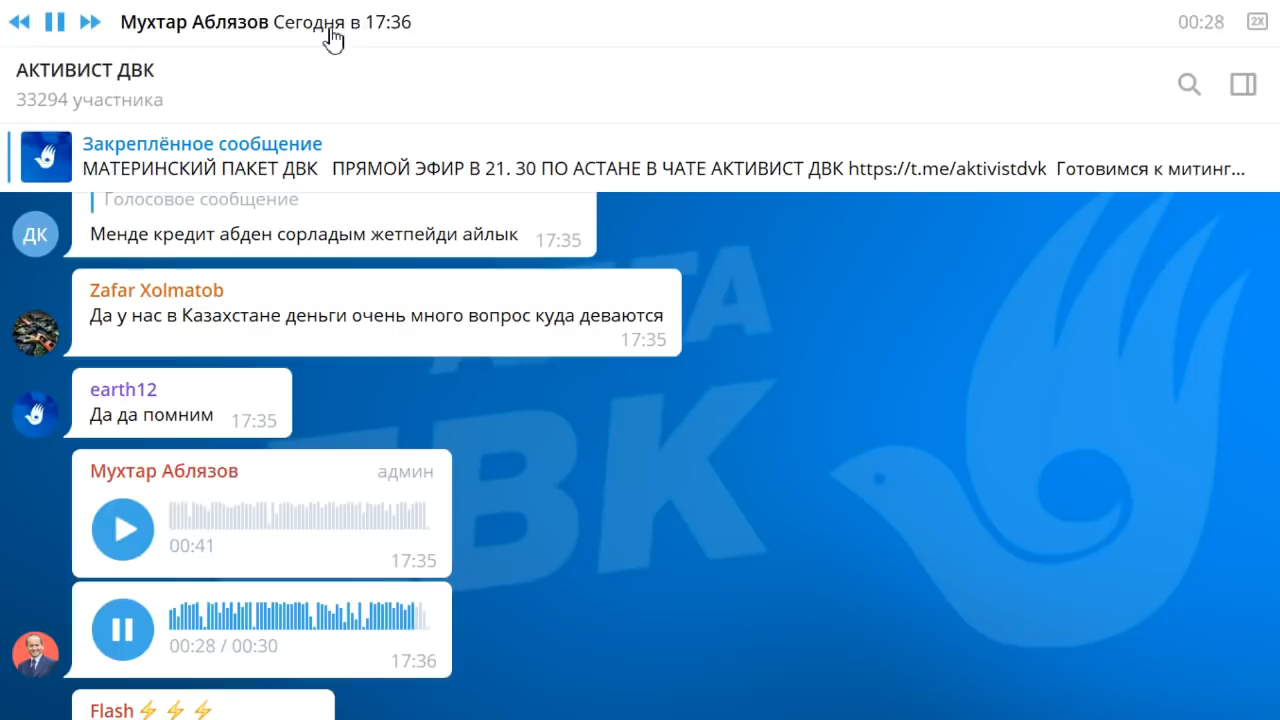 Мухтар Аблязов Сегодня в 17:36
00:28
2X
АКТИВИСТ ДВК
33294 участника
Закреплённое сообщение
МАТЕРИНСКИЙ ПАКЕТ ДВК ПРЯМОЙ ЭФИР В 21. 30 ПО АСТАНЕ В ЧАТЕ АКТИВИСТ ДВК https://t.me/aktivistdvk Готовимся к митинг...
Голосовое сообщение
ДК
Менде кредит абден сорладым жетпейди айлык 17:35
Zafar Xolmatob
Да у нас в Казахстане деньги очень много вопрос куда деваются
17:35
earth12
Да да помним 17:35
Мухтар Аблязов админ
00:41
17:35
00:28 / 00:30
17:36
Flash⚡⚡⚡
ДВК